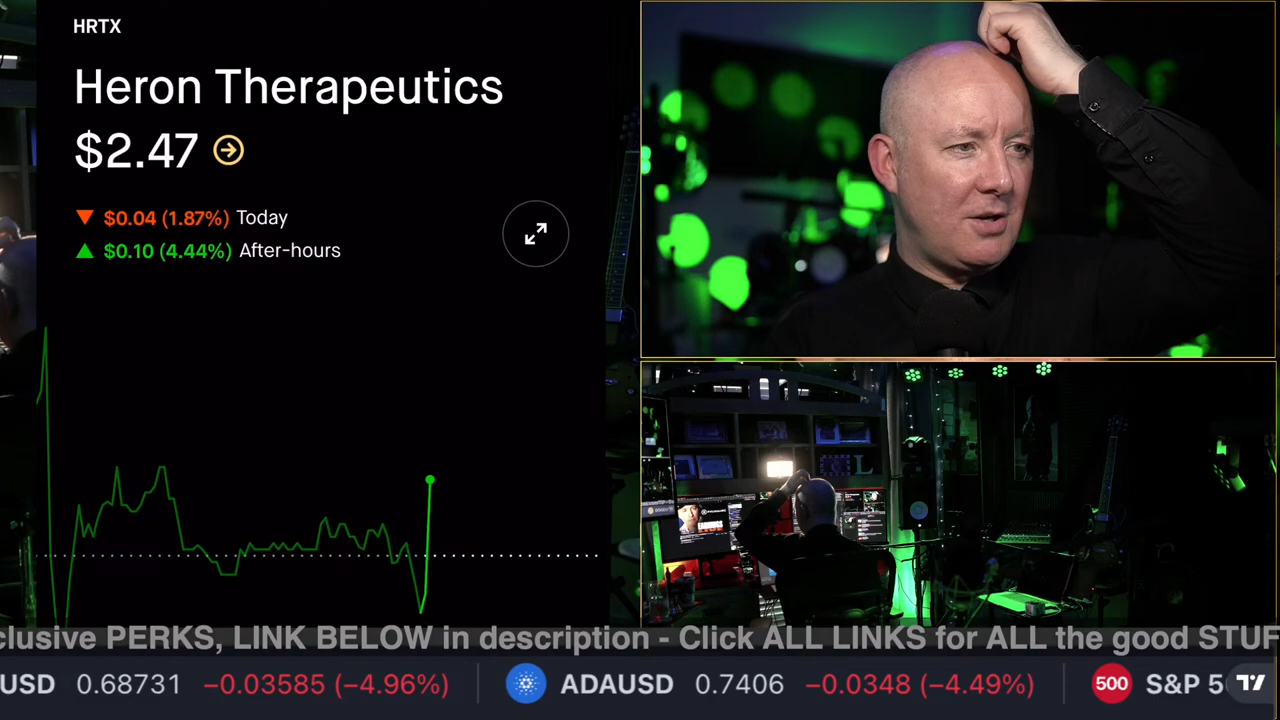 HRTX
Heron Therapeutics
$2.47
▼ $0.04 (1.87%) Today
▲ $0.10 (4.44%) After-hours
L
clusive PERKS, LINK BELOW in description - Click ALL LINKS for ALL the good STUF
USD 0.68731 −0.03585 (−4.96%) ADAUSD 0.7406 −0.0348 (−4.49%) 500 S&P 5